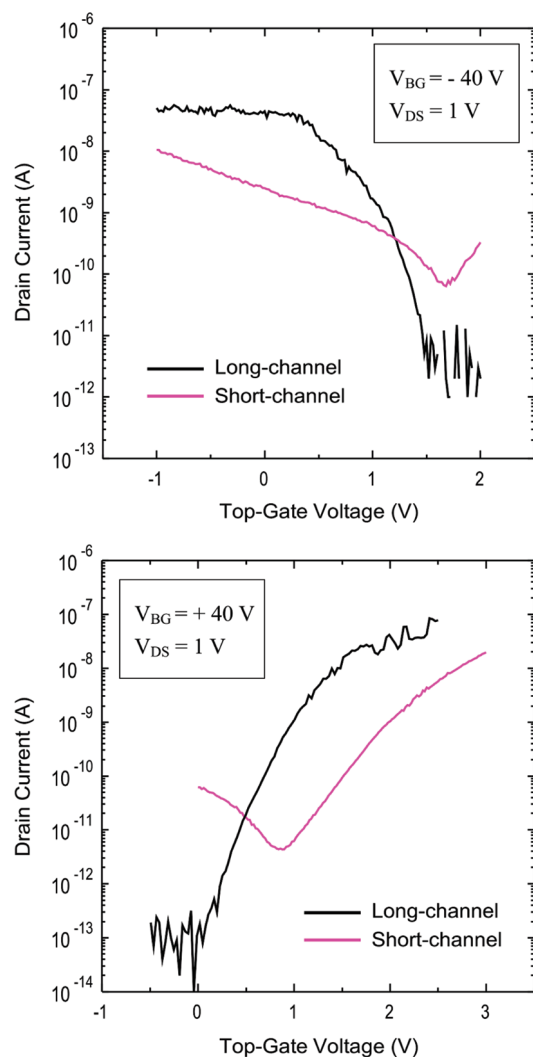 10⁻⁶
10⁻⁷
10⁻⁸
10⁻⁹
10⁻¹⁰
10⁻¹¹
10⁻¹²
10⁻¹³
Drain Current (A)
V_BG = - 40 V
V_DS = 1 V
Long-channel
Short-channel
-1 0 1 2
Top-Gate Voltage (V)
10⁻⁶
10⁻⁷
10⁻⁸
10⁻⁹
10⁻¹⁰
10⁻¹¹
10⁻¹²
10⁻¹³
10⁻¹⁴
Drain Current (A)
V_BG = + 40 V
V_DS = 1 V
Long-channel
Short-channel
-1 0 1 2 3
Top-Gate Voltage (V)